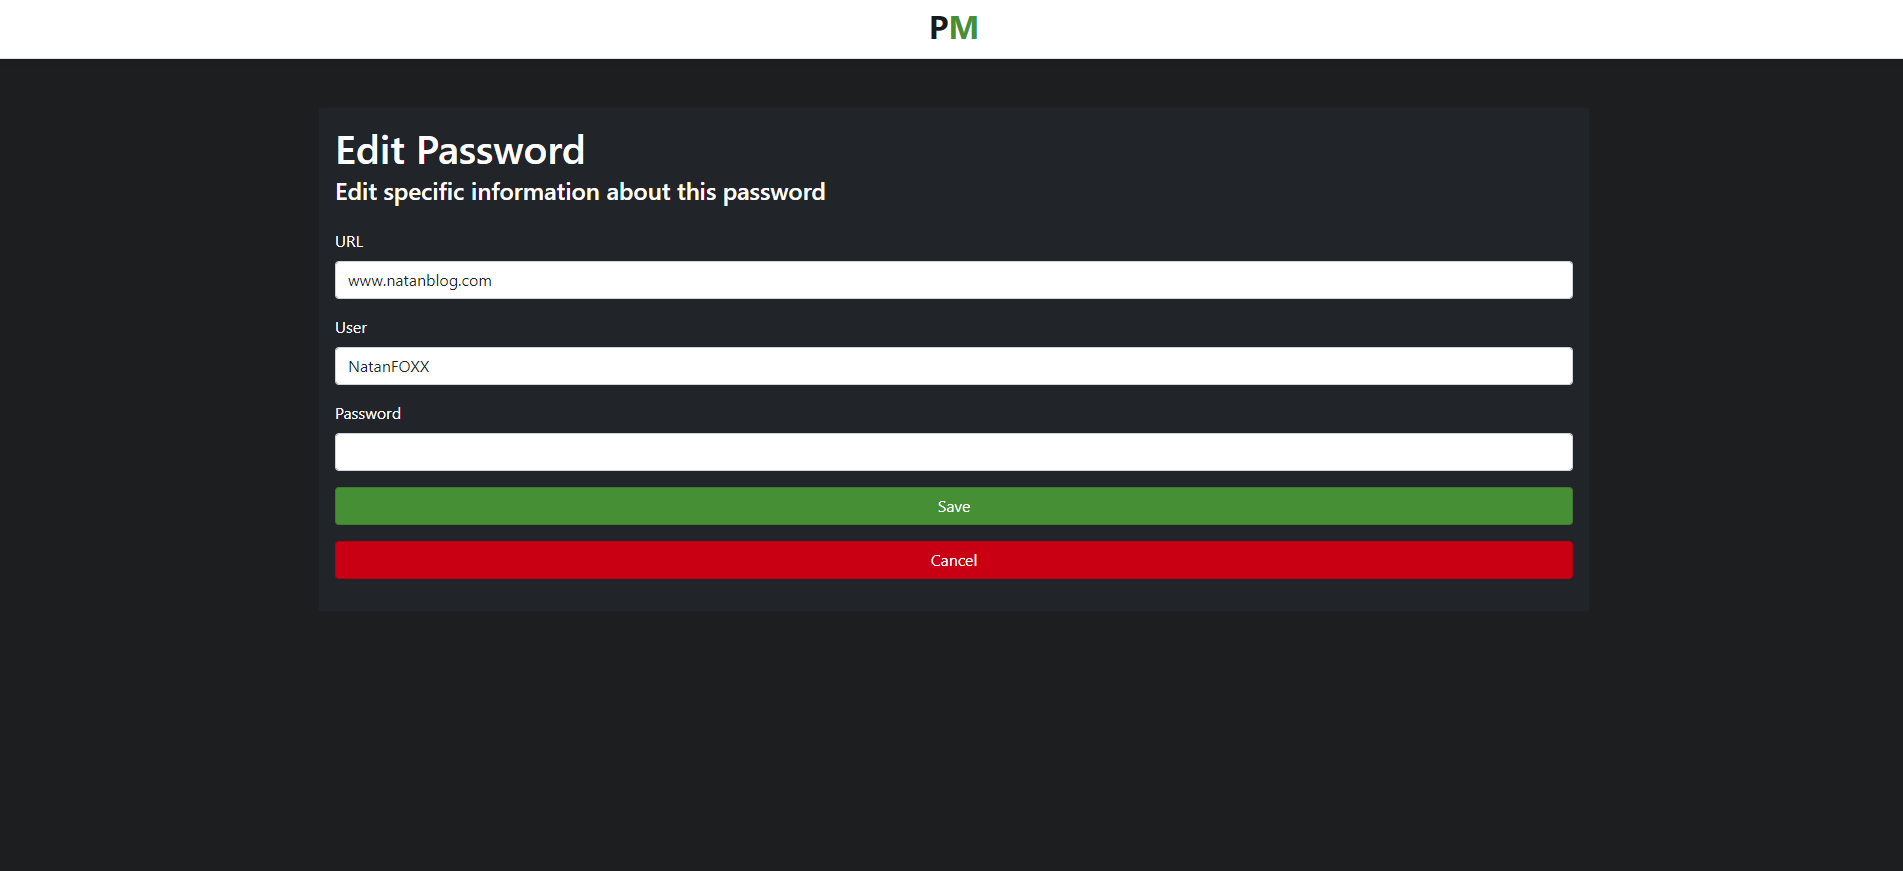 PM
Edit Password
Edit specific information about this password
URL
www.natanblog.com
User
NatanFOXX
Password
Save
Cancel